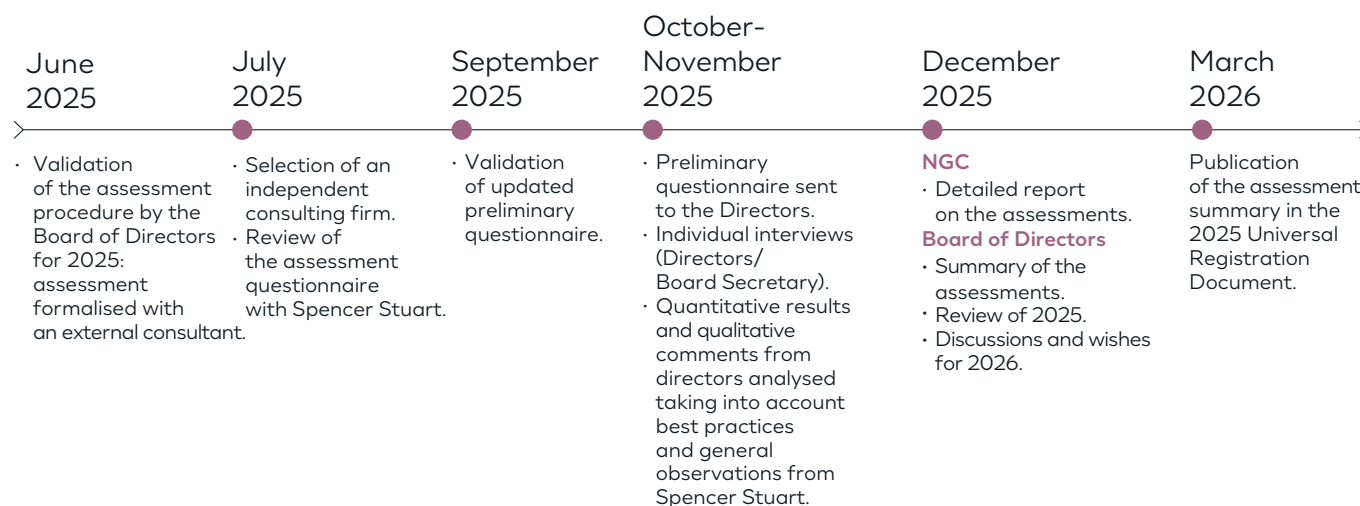 June
2025
· Validation
of the assessment
procedure by the
Board of Directors
for 2025:
assessment
formalised with
an external consultant.
July
2025
· Selection of an
independent
consulting firm.
· Review of
the assessment
questionnaire
with Spencer Stuart.
September
2025
· Validation
of updated
preliminary
questionnaire.
October-
November
2025
· Preliminary
questionnaire sent
to the Directors.
· Individual interviews
(Directors/
Board Secretary).
· Quantitative results
and qualitative
comments from
directors analysed
taking into account
best practices
and general
observations from
Spencer Stuart.
December
2025
NGC
· Detailed report
on the assessments.
Board of Directors
· Summary of the
assessments.
· Review of 2025.
· Discussions and wishes
for 2026.
March
2026
Publication
of the assessment
summary in the
2025 Universal
Registration
Document.